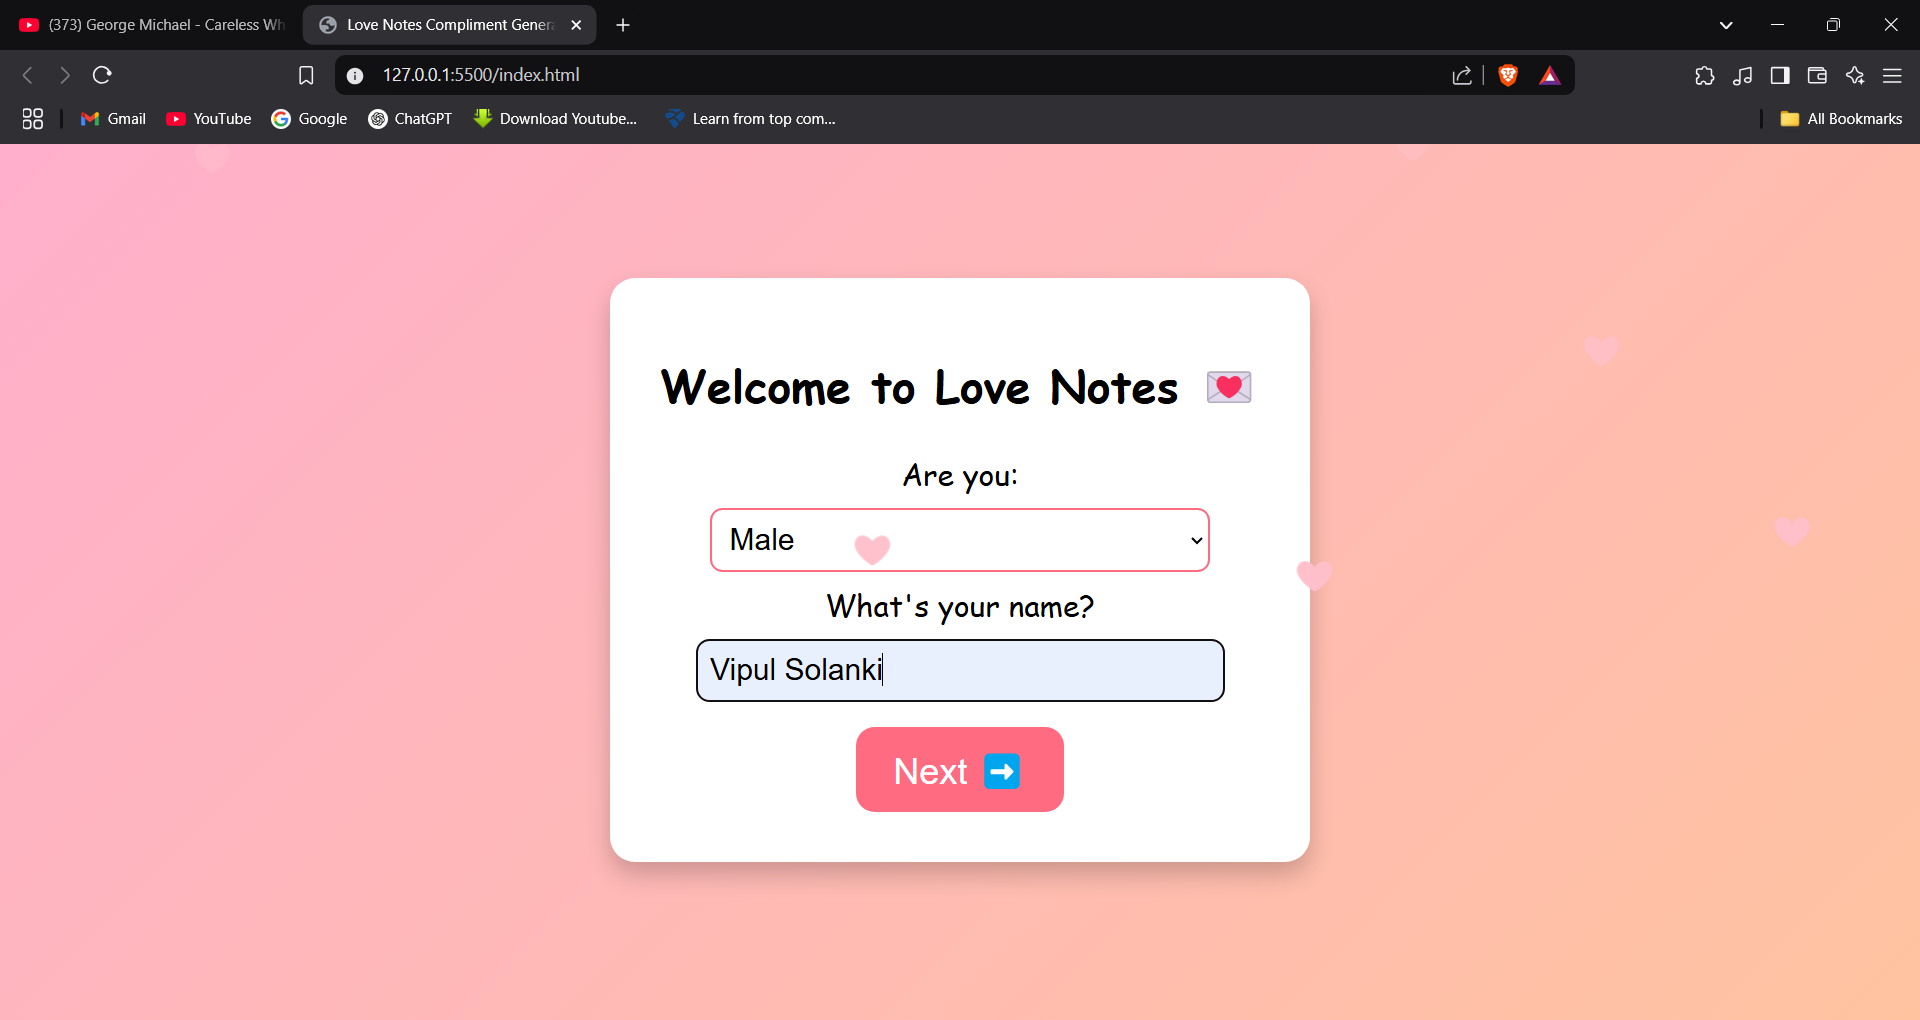 (373) George Michael - Careless Wh
Love Notes Compliment Gener
127.0.0.1:5500/index.html
Gmail
YouTube
Google
ChatGPT
Download Youtube...
Learn from top com...
All Bookmarks
Welcome to Love Notes 💌
Are you:
Male
What's your name?
Vipul Solanki
Next ➡️